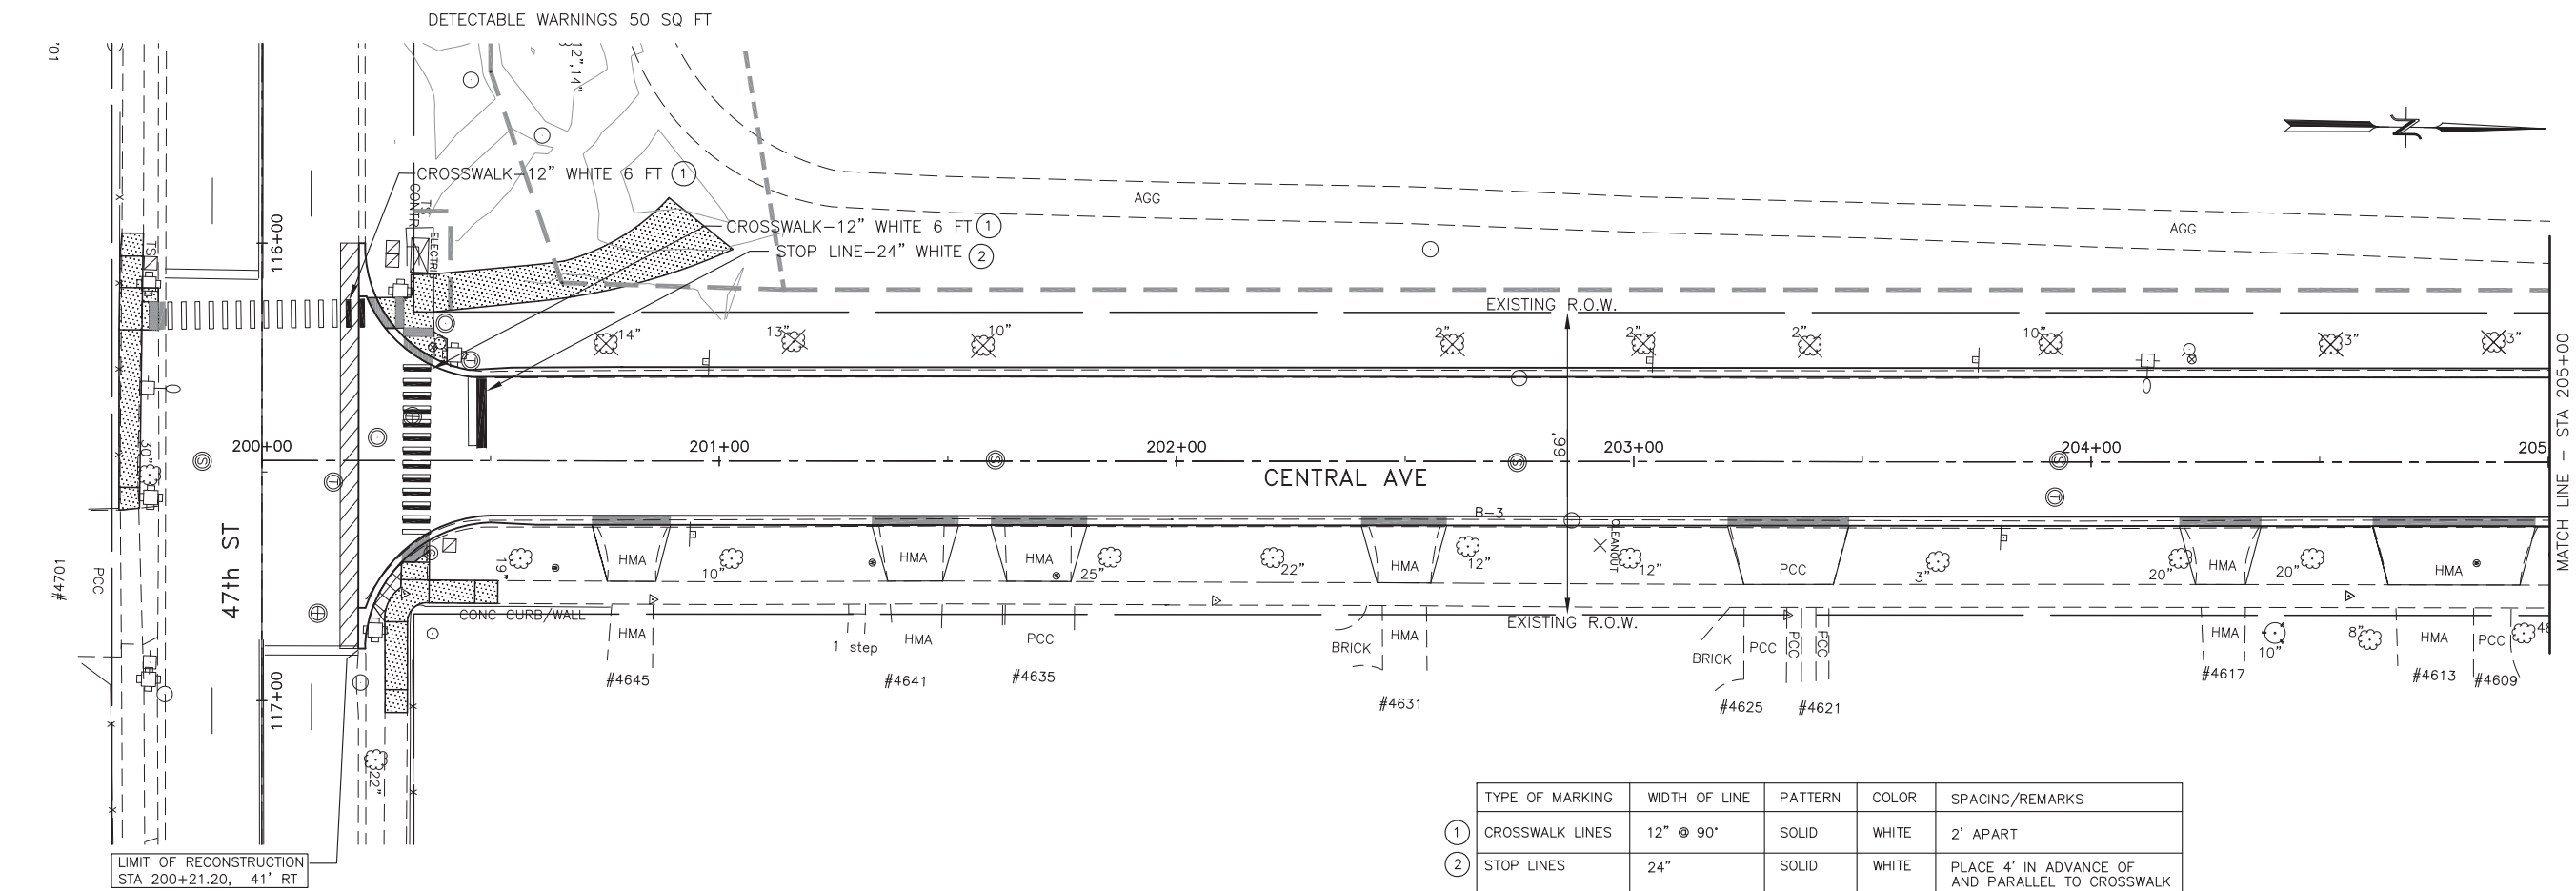 DETECTABLE WARNINGS 50 SQ FT
12",14"
CROSSWALK-12" WHITE 6 FT 1
CONTR
TS
ELECTRIC
CROSSWALK-12" WHITE 6 FT 1
STOP LINE-24" WHITE 2
AGG
AGG
N
TS
116+00
EXISTING R.O.W.
14"
13"
10"
2"
2"
2"
10"
3"
3"
MATCH LINE - STA 205+00
30"
S
200+00
201+00
202+00
203+00
204+00
205
S
S
S
T
T
T
66'
CENTRAL AVE
47th ST
B-3
#4701
PCC
HMA
HMA
HMA
HMA
PCC
HMA
HMA
19"
10"
25"
22"
12"
CLEANOUT
12"
3"
20"
20"
CONC CURB/WALL
EXISTING R.O.W.
HMA
1 step
HMA
PCC
BRICK
HMA
BRICK
PCC
PCC
PCC
HMA
10"
8"
HMA
PCC
48
#4645
#4641
#4635
#4631
#4625
#4621
#4617
#4613
#4609
117+00
22"
LIMIT OF RECONSTRUCTION
STA 200+21.20, 41' RT
TYPE OF MARKING WIDTH OF LINE PATTERN COLOR SPACING/REMARKS
1 CROSSWALK LINES 12" @ 90° SOLID WHITE 2' APART
2 STOP LINES 24" SOLID WHITE PLACE 4' IN ADVANCE OF
AND PARALLEL TO CROSSWALK